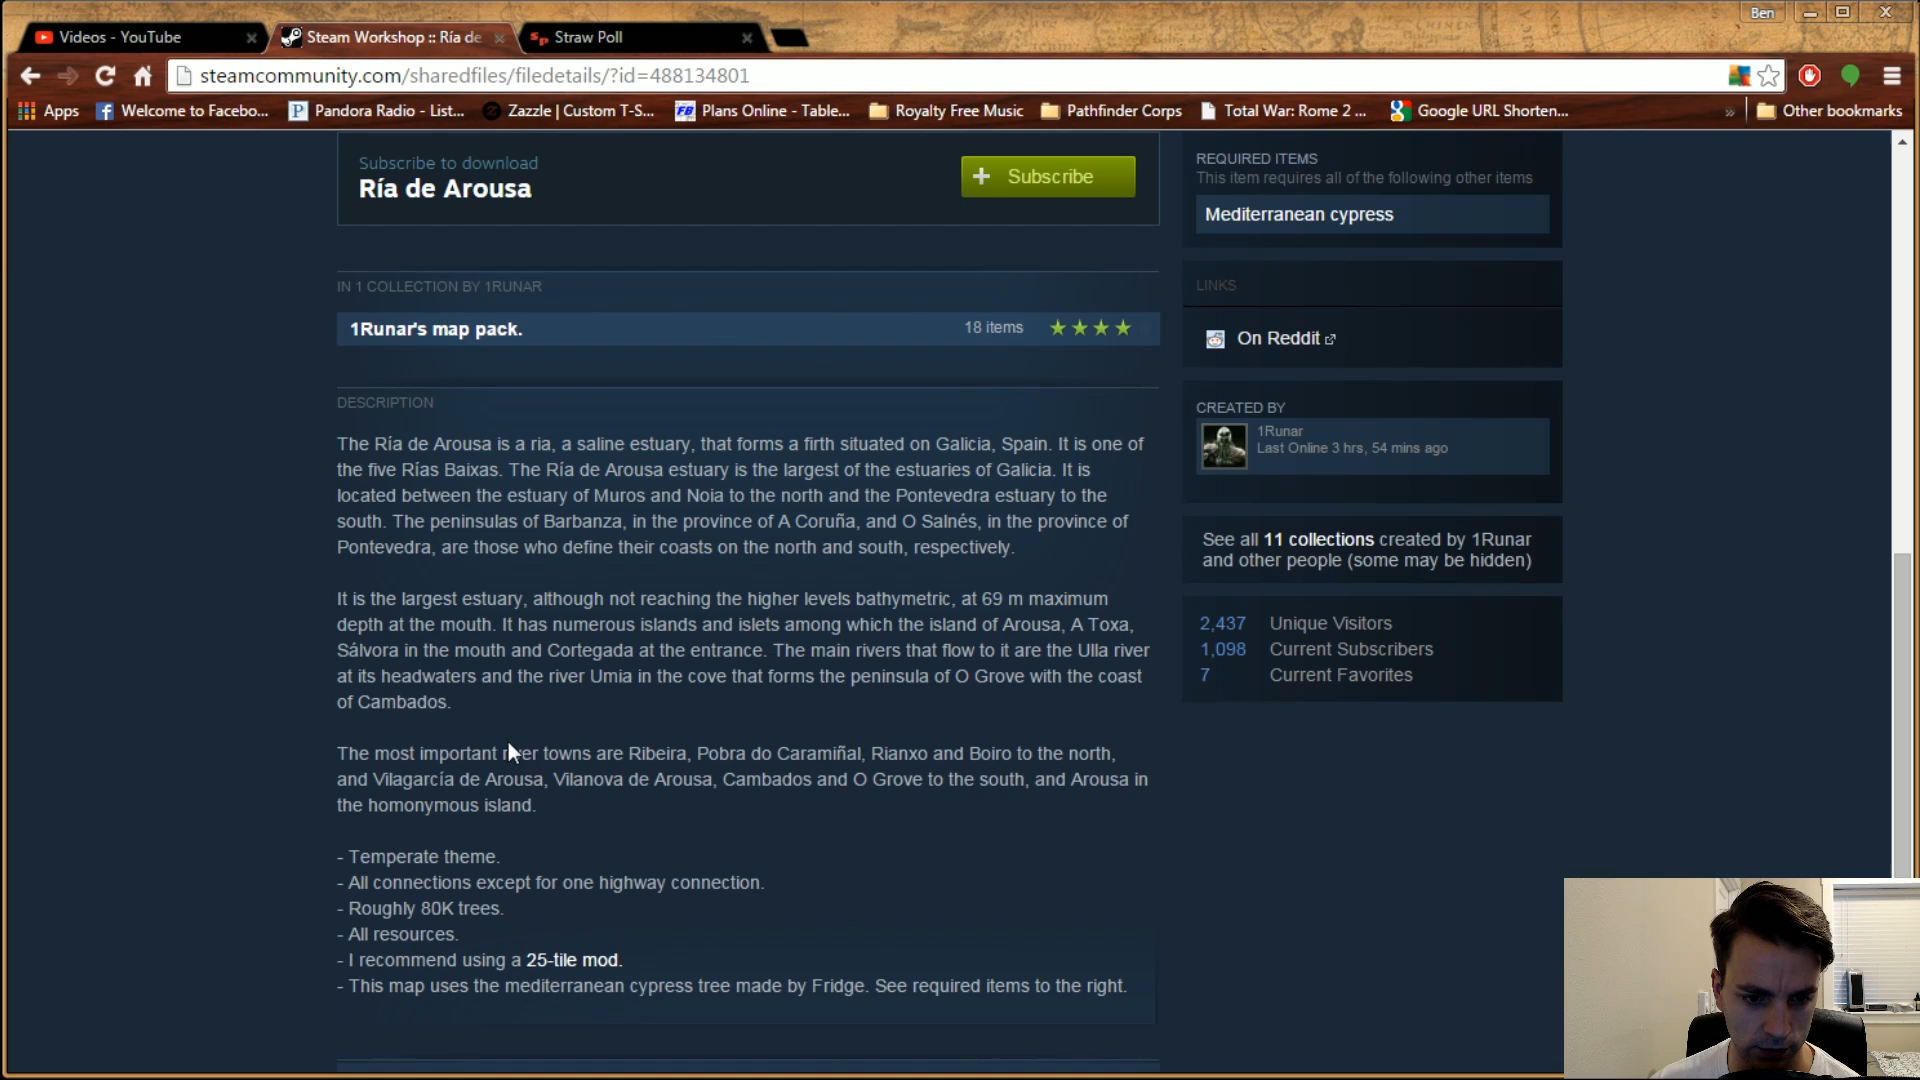 Ben
Videos - YouTube
Steam Workshop :: Ría de
Straw Poll
steamcommunity.com/sharedfiles/filedetails/?id=488134801
Apps
Welcome to Facebo...
Pandora Radio - List...
Zazzle | Custom T-S...
Plans Online - Table...
Royalty Free Music
Pathfinder Corps
Total War: Rome 2 ...
Google URL Shorten...
»
Other bookmarks
Subscribe to download
Ría de Arousa
+ Subscribe
IN 1 COLLECTION BY 1RUNAR
1Runar's map pack.
18 items
DESCRIPTION
The Ría de Arousa is a ria, a saline estuary, that forms a firth situated on Galicia, Spain. It is one of
the five Rías Baixas. The Ría de Arousa estuary is the largest of the estuaries of Galicia. It is
located between the estuary of Muros and Noia to the north and the Pontevedra estuary to the
south. The peninsulas of Barbanza, in the province of A Coruña, and O Salnés, in the province of
Pontevedra, are those who define their coasts on the north and south, respectively.
It is the largest estuary, although not reaching the higher levels bathymetric, at 69 m maximum
depth at the mouth. It has numerous islands and islets among which the island of Arousa, A Toxa,
Sálvora in the mouth and Cortegada at the entrance. The main rivers that flow to it are the Ulla river
at its headwaters and the river Umia in the cove that forms the peninsula of O Grove with the coast
of Cambados.
The most important river towns are Ribeira, Pobra do Caramiñal, Rianxo and Boiro to the north,
and Vilagarcía de Arousa, Vilanova de Arousa, Cambados and O Grove to the south, and Arousa in
the homonymous island.
- Temperate theme.
- All connections except for one highway connection.
- Roughly 80K trees.
- All resources.
- I recommend using a 25-tile mod.
- This map uses the mediterranean cypress tree made by Fridge. See required items to the right.
REQUIRED ITEMS
This item requires all of the following other items
Mediterranean cypress
LINKS
On Reddit
CREATED BY
1Runar
Last Online 3 hrs, 54 mins ago
See all 11 collections created by 1Runar
and other people (some may be hidden)
2,437 Unique Visitors
1,098 Current Subscribers
7 Current Favorites